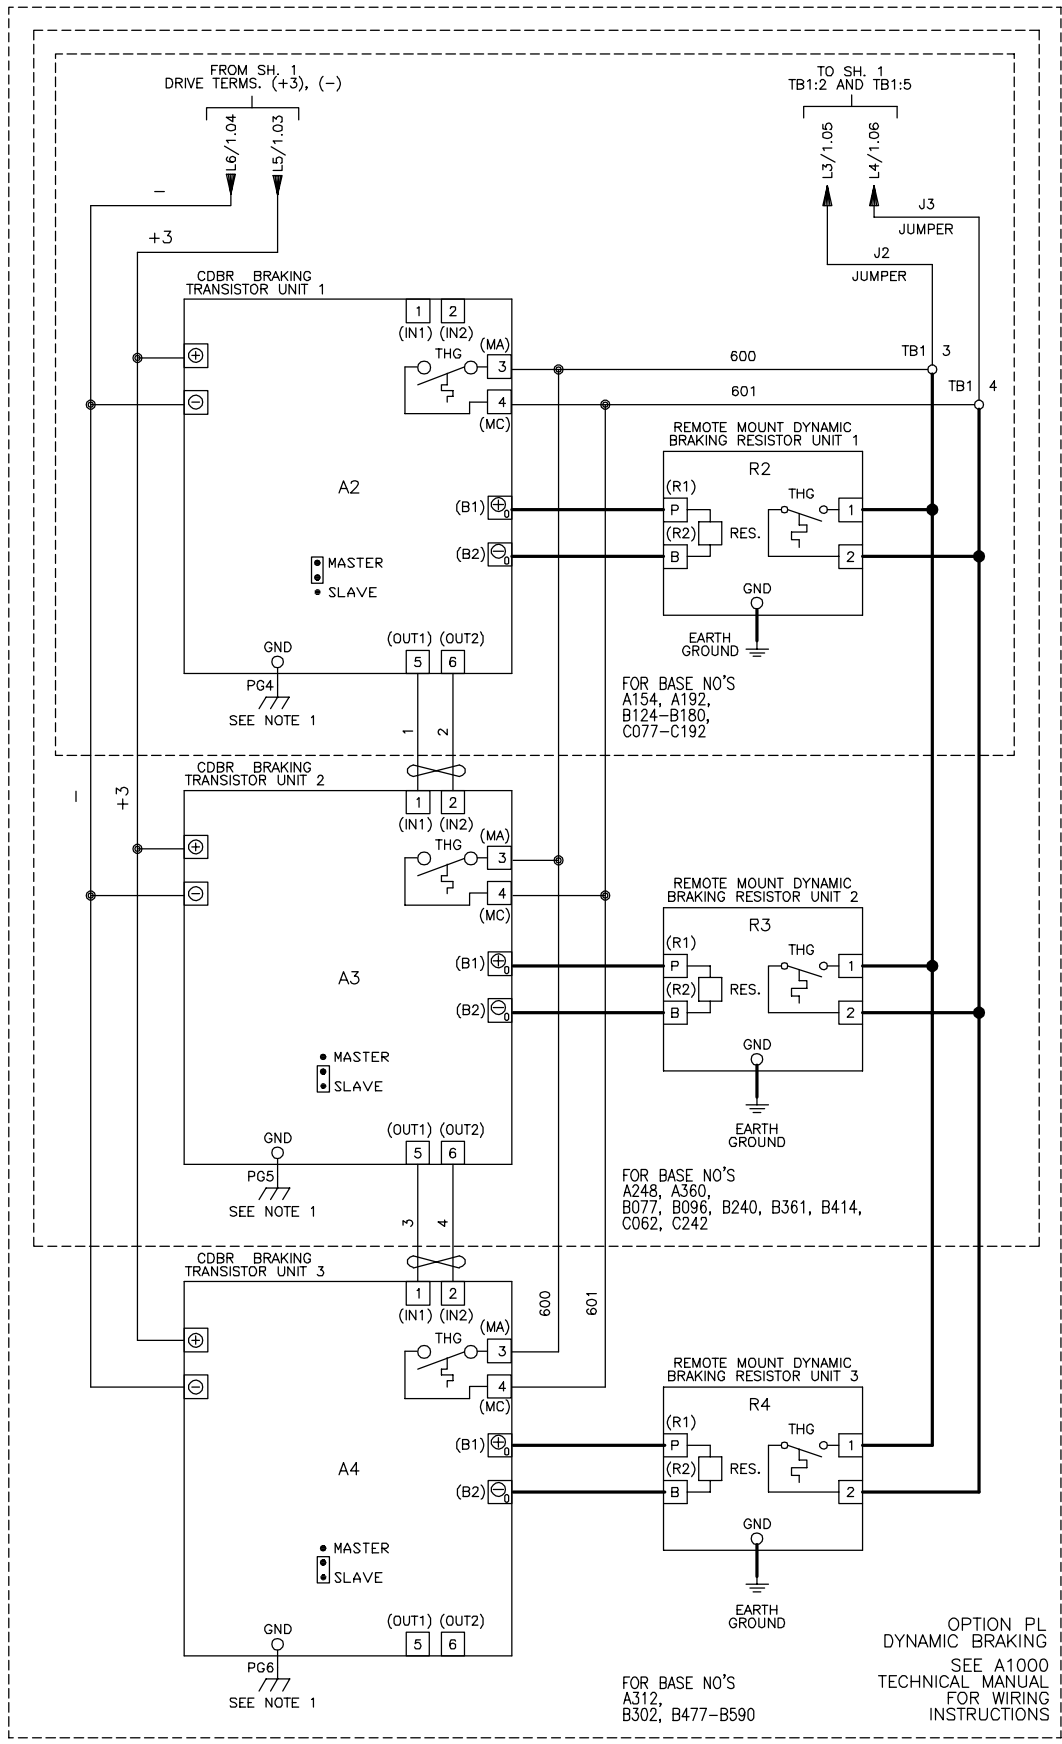 FROM SH. 1
DRIVE TERMS. (+3), (-)
L6/1.04
L5/1.03
TO SH. 1
TB1:2 AND TB1:5
L3/1.05
L4/1.06
-
+3
J3
JUMPER
J2
JUMPER
CDBR BRAKING
TRANSISTOR UNIT 1
1 2
(IN1) (IN2)
THG
(MA)
3
4
(MC)
+
-
600
601
TB1 3
TB1 4
A2
(B1) +0
(B2) -0
MASTER
SLAVE
REMOTE MOUNT DYNAMIC
BRAKING RESISTOR UNIT 1
R2
(R1)
P
(R2)
B
RES.
THG
1
2
GND
EARTH
GROUND
GND
PG4
SEE NOTE 1
(OUT1) (OUT2)
5 6
FOR BASE NO'S
A154, A192,
B124-B180,
C077-C192
1
2
-
+3
CDBR BRAKING
TRANSISTOR UNIT 2
1 2
(IN1) (IN2)
THG
(MA)
3
4
(MC)
+
-
A3
(B1) +0
(B2) -0
MASTER
SLAVE
REMOTE MOUNT DYNAMIC
BRAKING RESISTOR UNIT 2
R3
(R1)
P
(R2)
B
RES.
THG
1
2
GND
EARTH
GROUND
GND
PG5
SEE NOTE 1
(OUT1) (OUT2)
5 6
FOR BASE NO'S
A248, A360,
B077, B096, B240, B361, B414,
C062, C242
3
4
CDBR BRAKING
TRANSISTOR UNIT 3
1 2
(IN1) (IN2)
THG
(MA)
3
4
(MC)
+
-
600
601
A4
(B1) +0
(B2) -0
MASTER
SLAVE
REMOTE MOUNT DYNAMIC
BRAKING RESISTOR UNIT 3
R4
(R1)
P
(R2)
B
RES.
THG
1
2
GND
EARTH
GROUND
GND
PG6
SEE NOTE 1
(OUT1) (OUT2)
5 6
FOR BASE NO'S
A312,
B302, B477-B590
OPTION PL
DYNAMIC BRAKING
SEE A1000
TECHNICAL MANUAL
FOR WIRING
INSTRUCTIONS